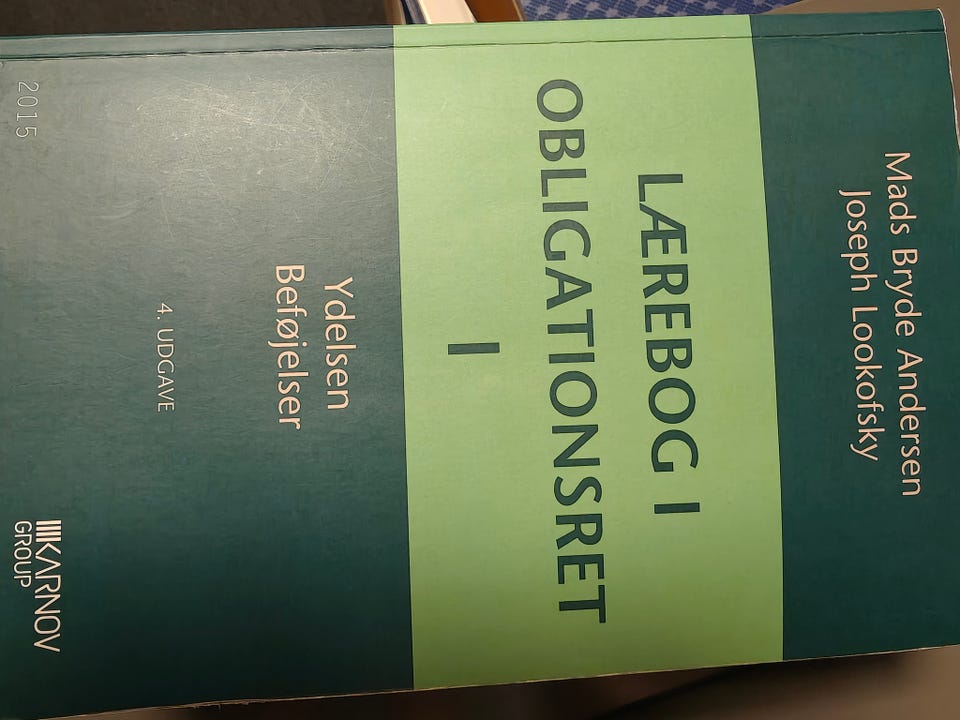 Mads Bryde Andersen
Joseph Lookofsky
LÆREBOG I
OBLIGATIONSRET
I
Ydelsen
Beføjelser
4. UDGAVE
2015
KARNOV
GROUP